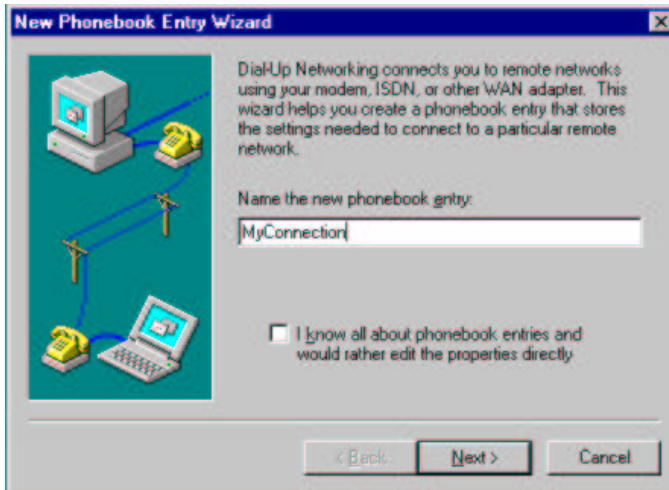 New Phonebook Entry Wizard
Dial-Up Networking connects you to remote networks
using your modem, ISDN, or other WAN adapter. This
wizard helps you create a phonebook entry that stores
the settings needed to connect to a particular remote
network.
Name the new phonebook entry:
MyConnection
I know all about phonebook entries and
would rather edit the properties directly
< Back
Next >
Cancel